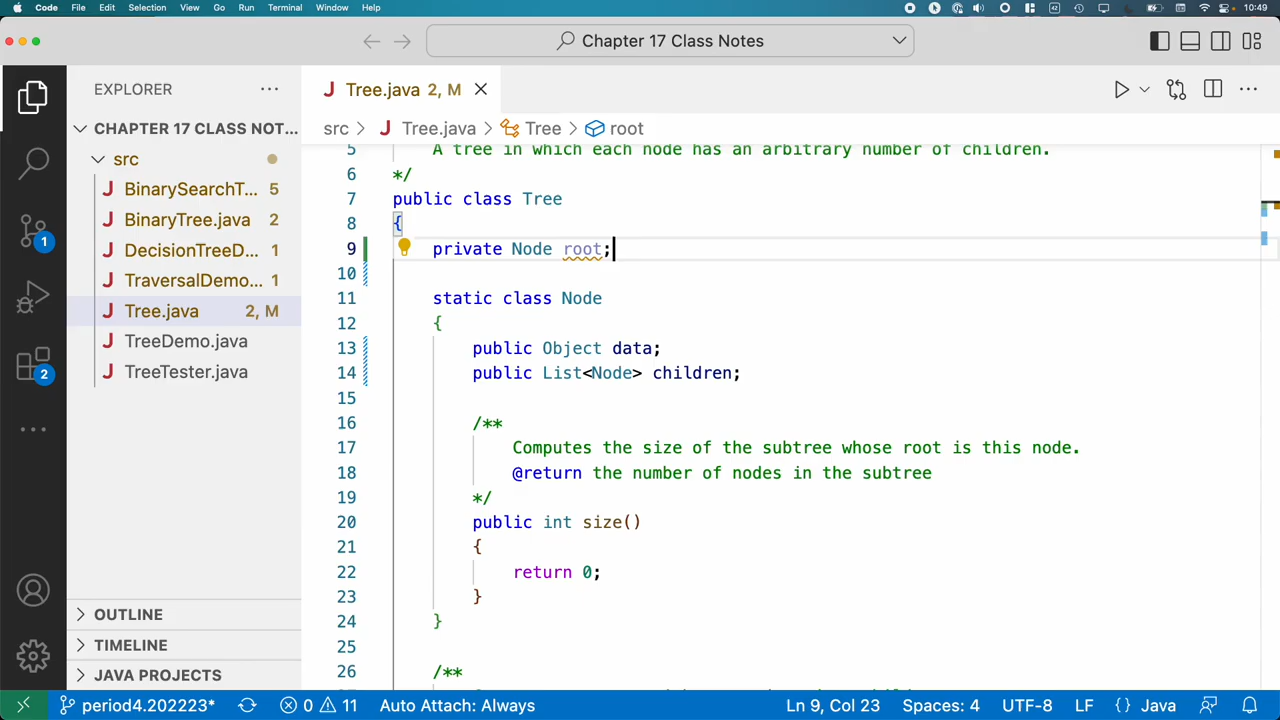 Code File Edit Selection View Go Run Terminal Window Help 10:49
Chapter 17 Class Notes
EXPLORER ...
Tree.java 2, M
CHAPTER 17 CLASS NOT...
src > Tree.java > Tree > root
src
BinarySearchT... 5
BinaryTree.java 2
DecisionTreeD... 1
TraversalDemo... 1
Tree.java 2, M
TreeDemo.java
TreeTester.java
OUTLINE
TIMELINE
JAVA PROJECTS
1
2
5 A tree in which each node has an arbitrary number of children.
6 */
7 public class Tree
8 {
9 private Node root;
10
11 static class Node
12 {
13 public Object data;
14 public List<Node> children;
15
16 /**
17 Computes the size of the subtree whose root is this node.
18 @return the number of nodes in the subtree
19 */
20 public int size()
21 {
22 return 0;
23 }
24 }
25
26 /**
period4.202223* 0 11 Auto Attach: Always Ln 9, Col 23 Spaces: 4 UTF-8 LF {} Java